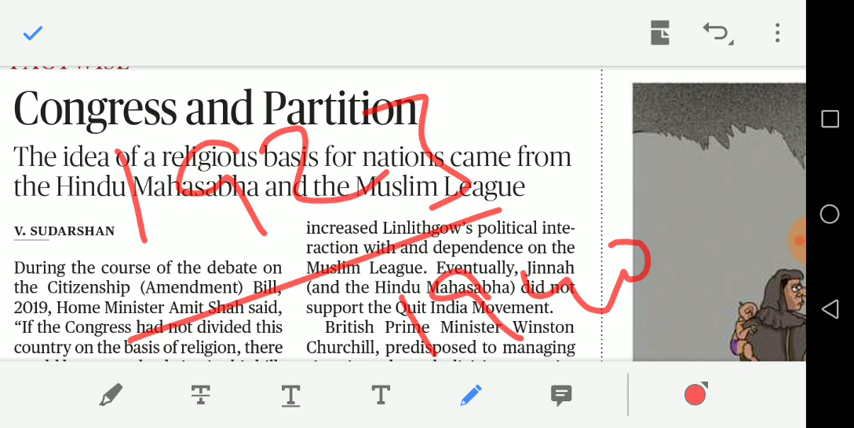 Congress and Partition
The idea of a religious basis for nations came from
the Hindu Mahasabha and the Muslim League
V. SUDARSHAN
During the course of the debate on
the Citizenship (Amendment) Bill,
2019, Home Minister Amit Shah said,
"If the Congress had not divided this
country on the basis of religion, there
increased Linlithgow's political inte-
raction with and dependence on the
Muslim League. Eventually, Jinnah
(and the Hindu Mahasabha) did not
support the Quit India Movement.
British Prime Minister Winston
Churchill, predisposed to managing
1923